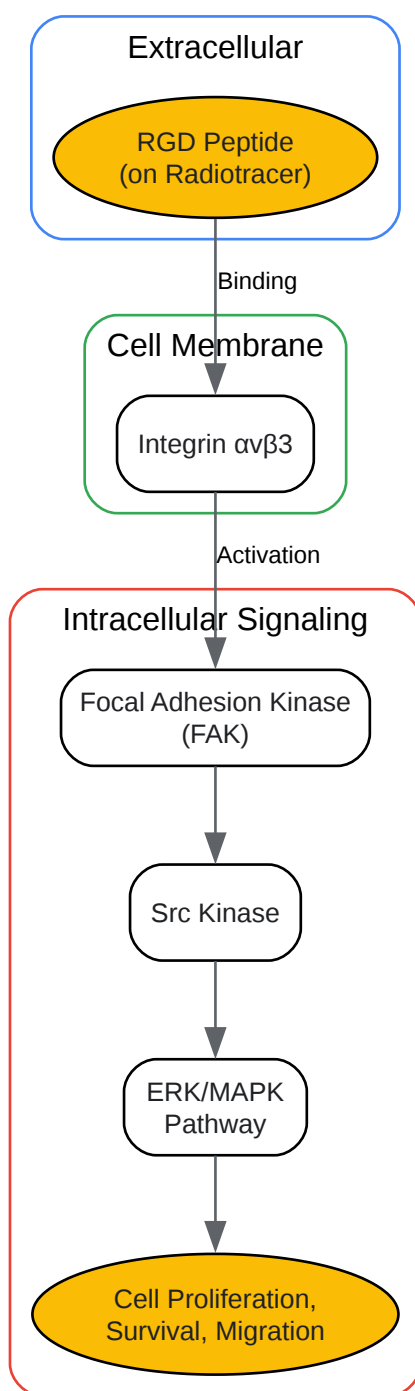 Extracellular
RGD Peptide
(on Radiotracer)
Binding
Cell Membrane
Integrin αvβ3
Activation
Intracellular Signaling
Focal Adhesion Kinase
(FAK)
Src Kinase
ERK/MAPK
Pathway
Cell Proliferation,
Survival, Migration